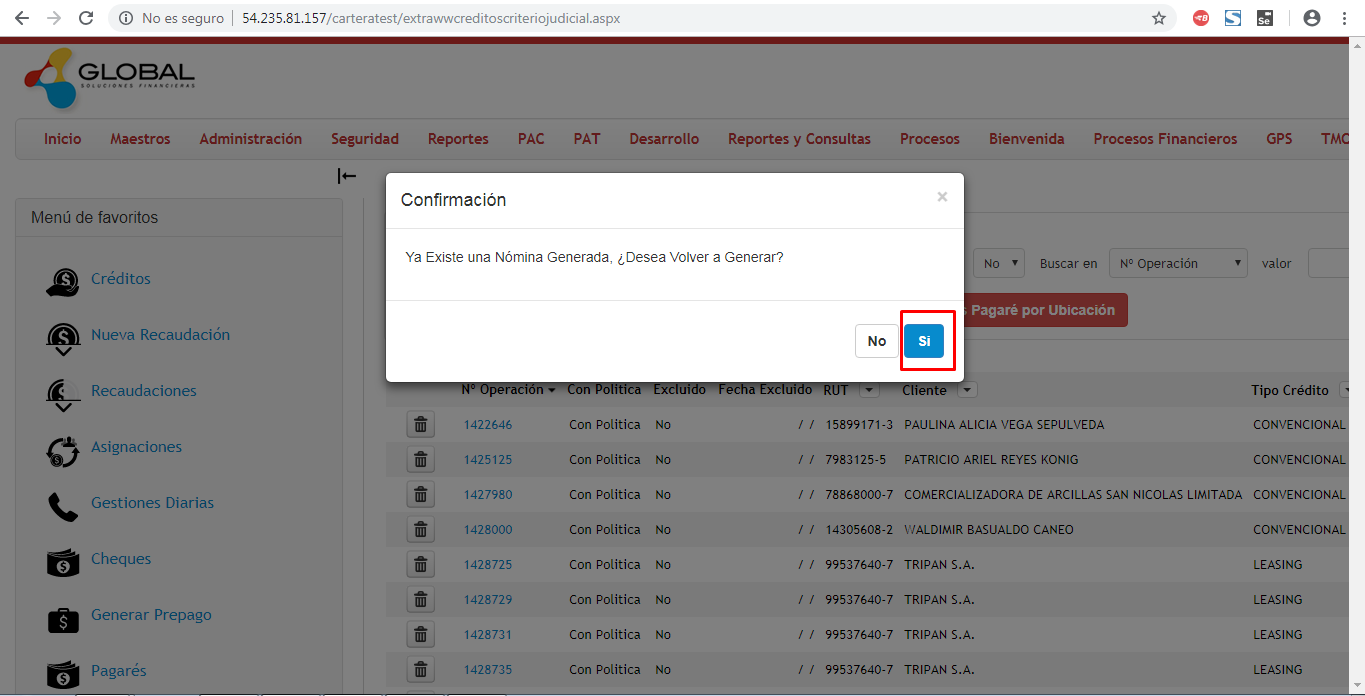 No es seguro | 54.235.81.157/carteratest/extrawwcreditoscriteriojudicial.aspx
GLOBAL
SOLUCIONES FINANCIERAS
Inicio Maestros Administración Seguridad Reportes PAC PAT Desarrollo Reportes y Consultas Procesos Bienvenida Procesos Financieros GPS TMO
Menú de favoritos
Créditos
Nueva Recaudación
Recaudaciones
Asignaciones
Gestiones Diarias
Cheques
Generar Prepago
Pagarés
Confirmación ×
Ya Existe una Nómina Generada, ¿Desea Volver a Generar?
No Si
No Buscar en Nº Operación valor
Pagaré por Ubicación
Nº Operación Con Politica Excluido Fecha Excluido RUT Cliente Tipo Crédito
1422646 Con Politica No / / 15899171-3 PAULINA ALICIA VEGA SEPULVEDA CONVENCIONAL
1425125 Con Politica No / / 7983125-5 PATRICIO ARIEL REYES KONIG CONVENCIONAL
1427980 Con Politica No / / 78868000-7 COMERCIALIZADORA DE ARCILLAS SAN NICOLAS LIMITADA CONVENCIONAL
1428000 Con Politica No / / 14305608-2 WALDIMIR BASUALDO CANEO CONVENCIONAL
1428725 Con Politica No / / 99537640-7 TRIPAN S.A. LEASING
1428729 Con Politica No / / 99537640-7 TRIPAN S.A. LEASING
1428731 Con Politica No / / 99537640-7 TRIPAN S.A. LEASING
1428735 Con Politica No / / 99537640-7 TRIPAN S.A. LEASING